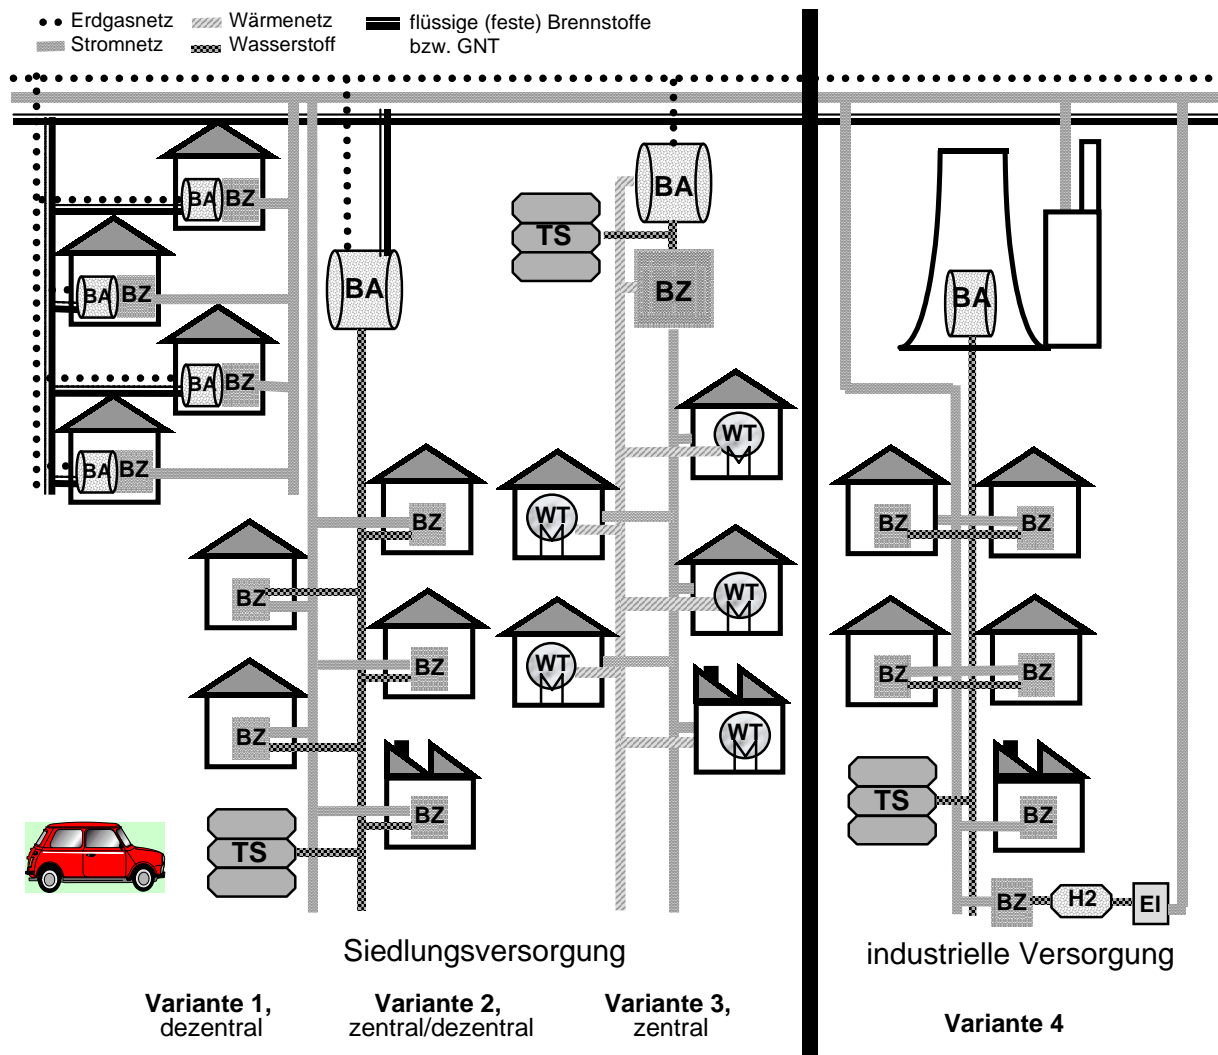 Erdgasnetz
Stromnetz
Wärmenetz
Wasserstoff
flüssige (feste) Brennstoffe
bzw. GNT
BA BZ
BA BZ
BA BZ
BA BZ
BA
BZ
BZ
BZ
BZ
BZ
TS
BA
TS
BZ
WT
WT
WT
WT
WT
BA
BZ
BZ
BZ
BZ
TS
BZ
BZ
H2
El
Siedlungsversorgung
industrielle Versorgung
Variante 1,
dezentral
Variante 2,
zentral/dezentral
Variante 3,
zentral
Variante 4